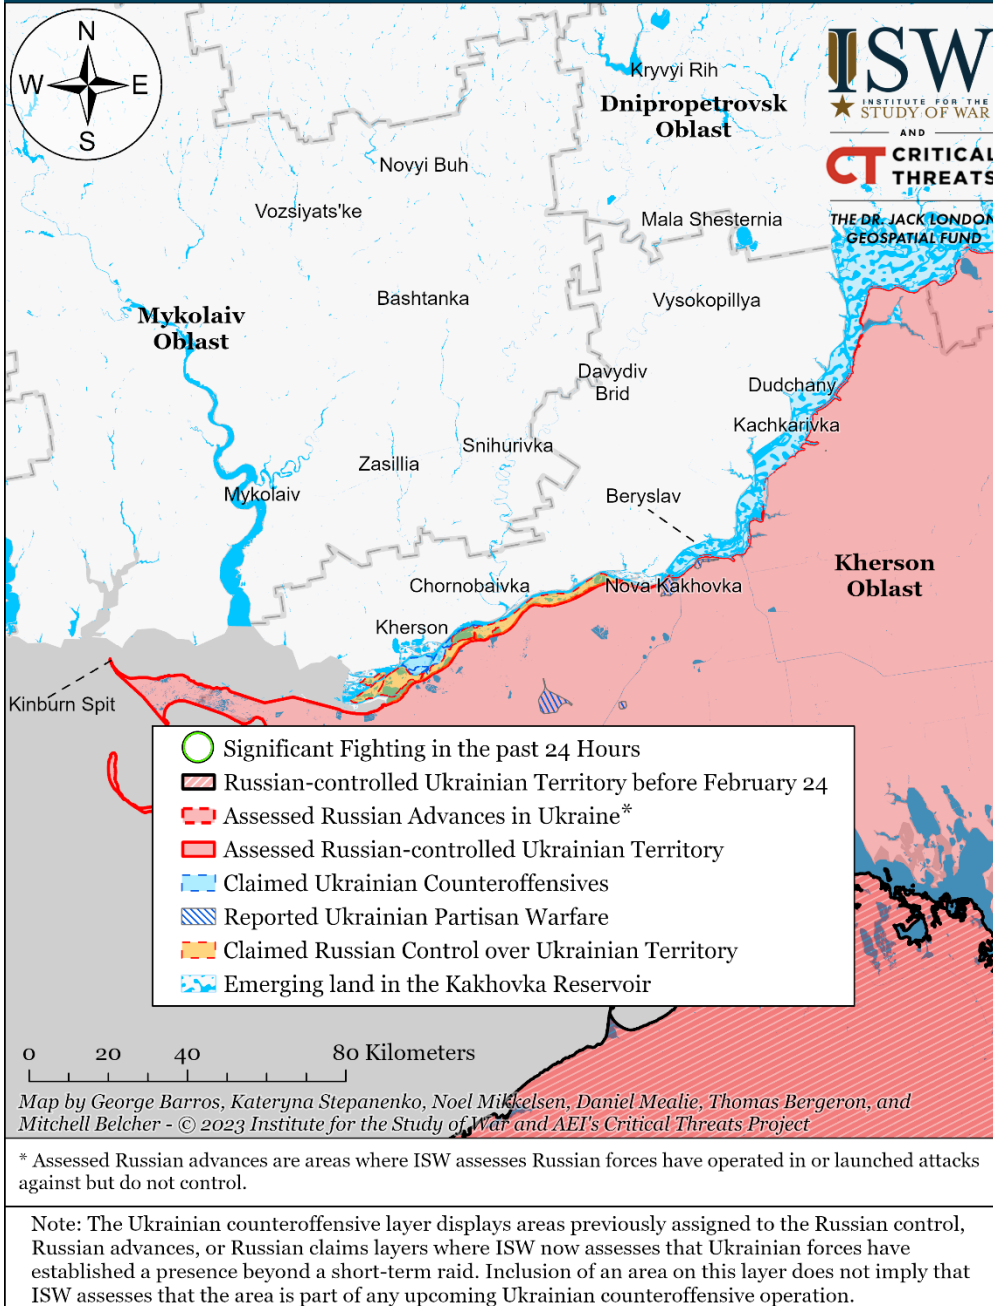 N
W
E
S
ISW
INSTITUTE FOR THE
STUDY OF WAR
AND
CT CRITICAL
THREATS
THE DR. JACK LONDON
GEOSPATIAL FUND
Kryvyi Rih
Dnipropetrovsk
Oblast
Novyi Buh
Vozsiyats'ke
Mala Shesternia
Bashtanka
Vysokopillya
Mykolaiv
Oblast
Davydiv
Brid
Dudchany
Kachkarivka
Snihurivka
Zasillia
Mykolaiv
Beryslav
Kherson
Oblast
Chornobaivka
Nova Kakhovka
Kherson
Kinburn Spit
Significant Fighting in the past 24 Hours
Russian-controlled Ukrainian Territory before February 24
Assessed Russian Advances in Ukraine*
Assessed Russian-controlled Ukrainian Territory
Claimed Ukrainian Counteroffensives
Reported Ukrainian Partisan Warfare
Claimed Russian Control over Ukrainian Territory
Emerging land in the Kakhovka Reservoir
0 20 40 80 Kilometers
Map by George Barros, Kateryna Stepanenko, Noel Mikkelsen, Daniel Mealie, Thomas Bergeron, and
Mitchell Belcher - © 2023 Institute for the Study of War and AEI's Critical Threats Project
* Assessed Russian advances are areas where ISW assesses Russian forces have operated in or launched attacks
against but do not control.
Note: The Ukrainian counteroffensive layer displays areas previously assigned to the Russian control,
Russian advances, or Russian claims layers where ISW now assesses that Ukrainian forces have
established a presence beyond a short-term raid. Inclusion of an area on this layer does not imply that
ISW assesses that the area is part of any upcoming Ukrainian counteroffensive operation.